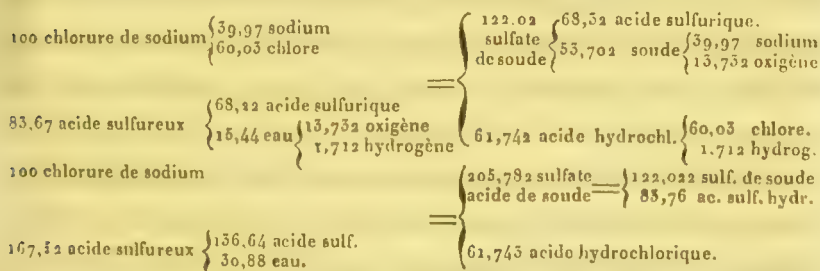 100 chlorure de sodium { 39,97 sodium
60,03 chlore
83,67 acide sulfureux { 68,22 acide sulfurique
15,44 eau { 13,732 oxigène
1,712 hydrogène
= { 122.02 sulfate de soude { 68,32 acide sulfurique.
53,702 soude { 39,97 sodium
13,732 oxigène
61,742 acide hydrochl. { 60,03 chlore.
1.712 hydrog.
100 chlorure de sodium
167,52 acide sulfureux { 136,64 acide sulf.
30,88 eau.
= { 205,782 sulfate acide de soude = { 122,022 sulf. de soude
83,76 ac. sulf. hydr.
61,743 acide hydrochlorique.